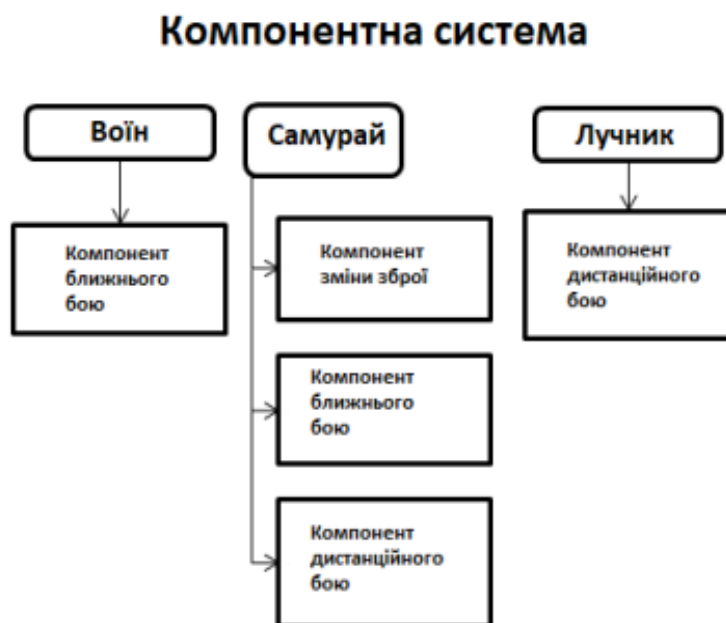 Компонентна система
Воїн
Компонент
ближнього
бою
Самурай
Компонент
зміни зброї
Компонент
ближнього
бою
Компонент
дистанційного
бою
Лучник
Компонент
дистанційного
бою